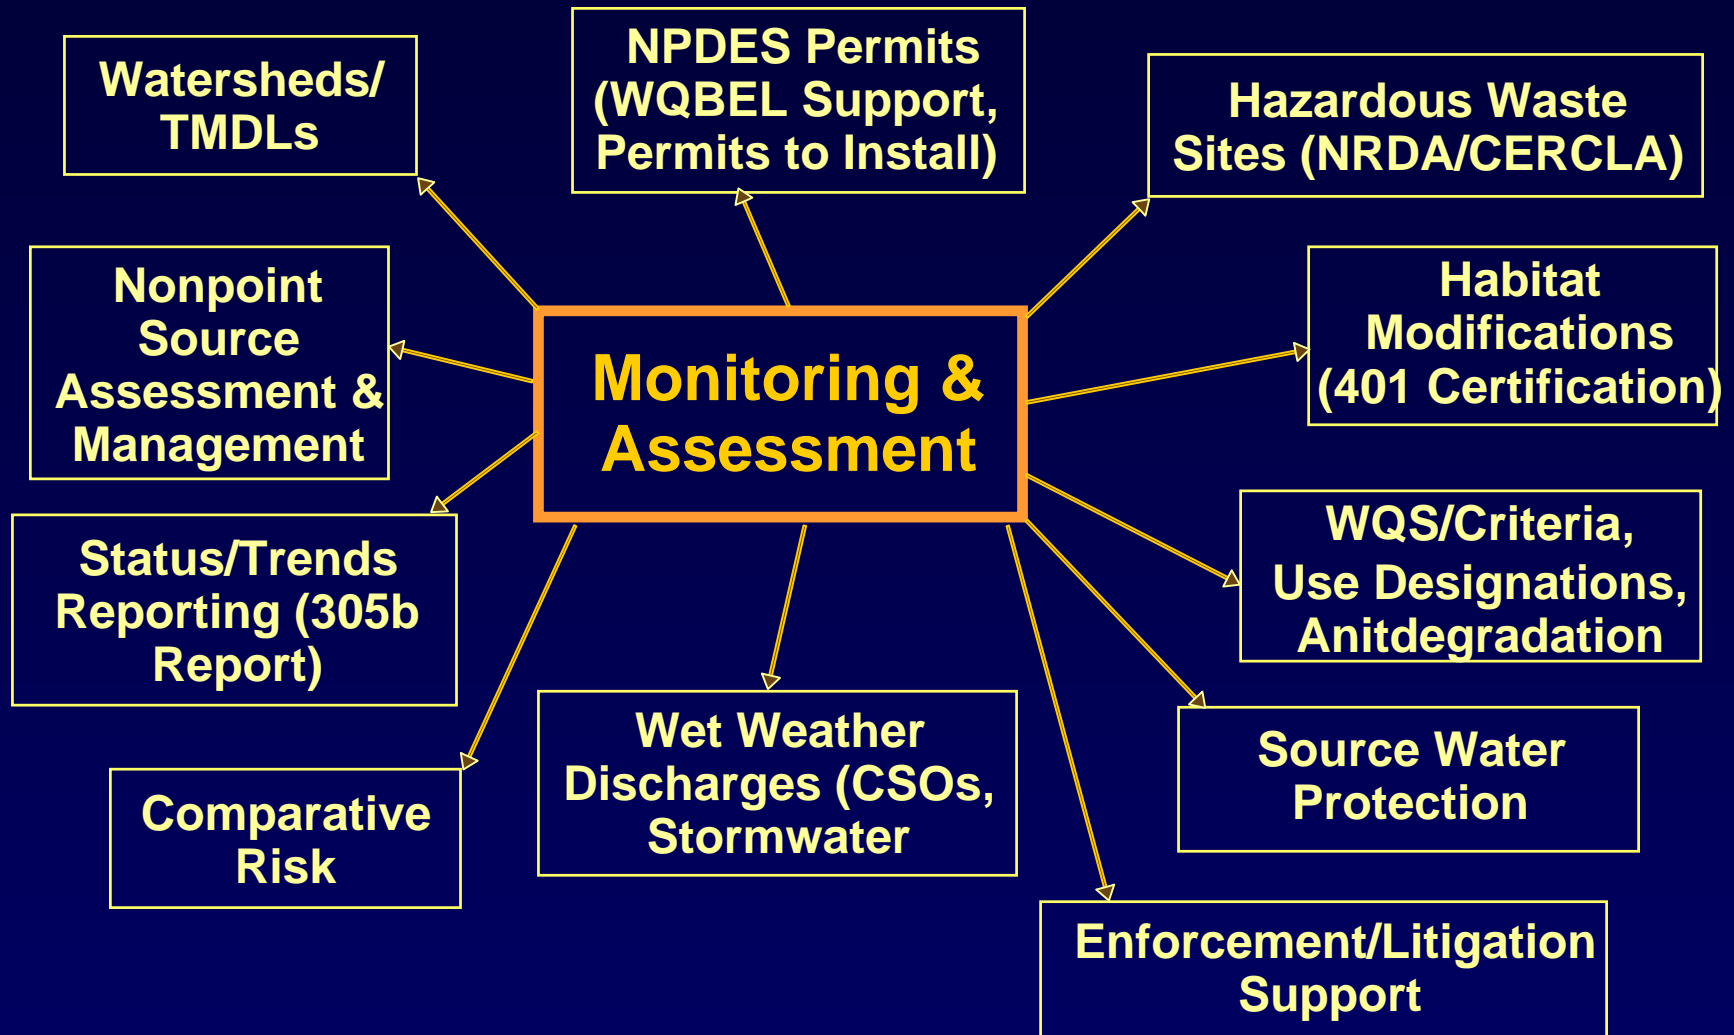 Watersheds/
TMDLs
NPDES Permits
(WQBEL Support,
Permits to Install)
Hazardous Waste
Sites (NRDA/CERCLA)
Nonpoint
Source
Assessment &
Management
Monitoring &
Assessment
Habitat
Modifications
(401 Certification)
Status/Trends
Reporting (305b
Report)
WQS/Criteria,
Use Designations,
Anitdegradation
Comparative
Risk
Wet Weather
Discharges (CSOs,
Stormwater
Source Water
Protection
Enforcement/Litigation
Support